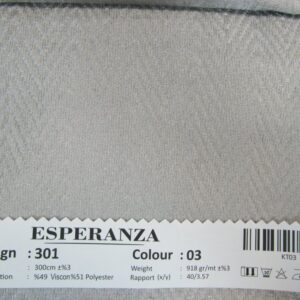 ESPERANZA
gn : 301 Colour : 03
: 300cm ±%3 Weight : 918 gr/mt ±%3
tion : %49 Viscon%51 Polyester Rapport (x/y) : 40/3.57
KT03